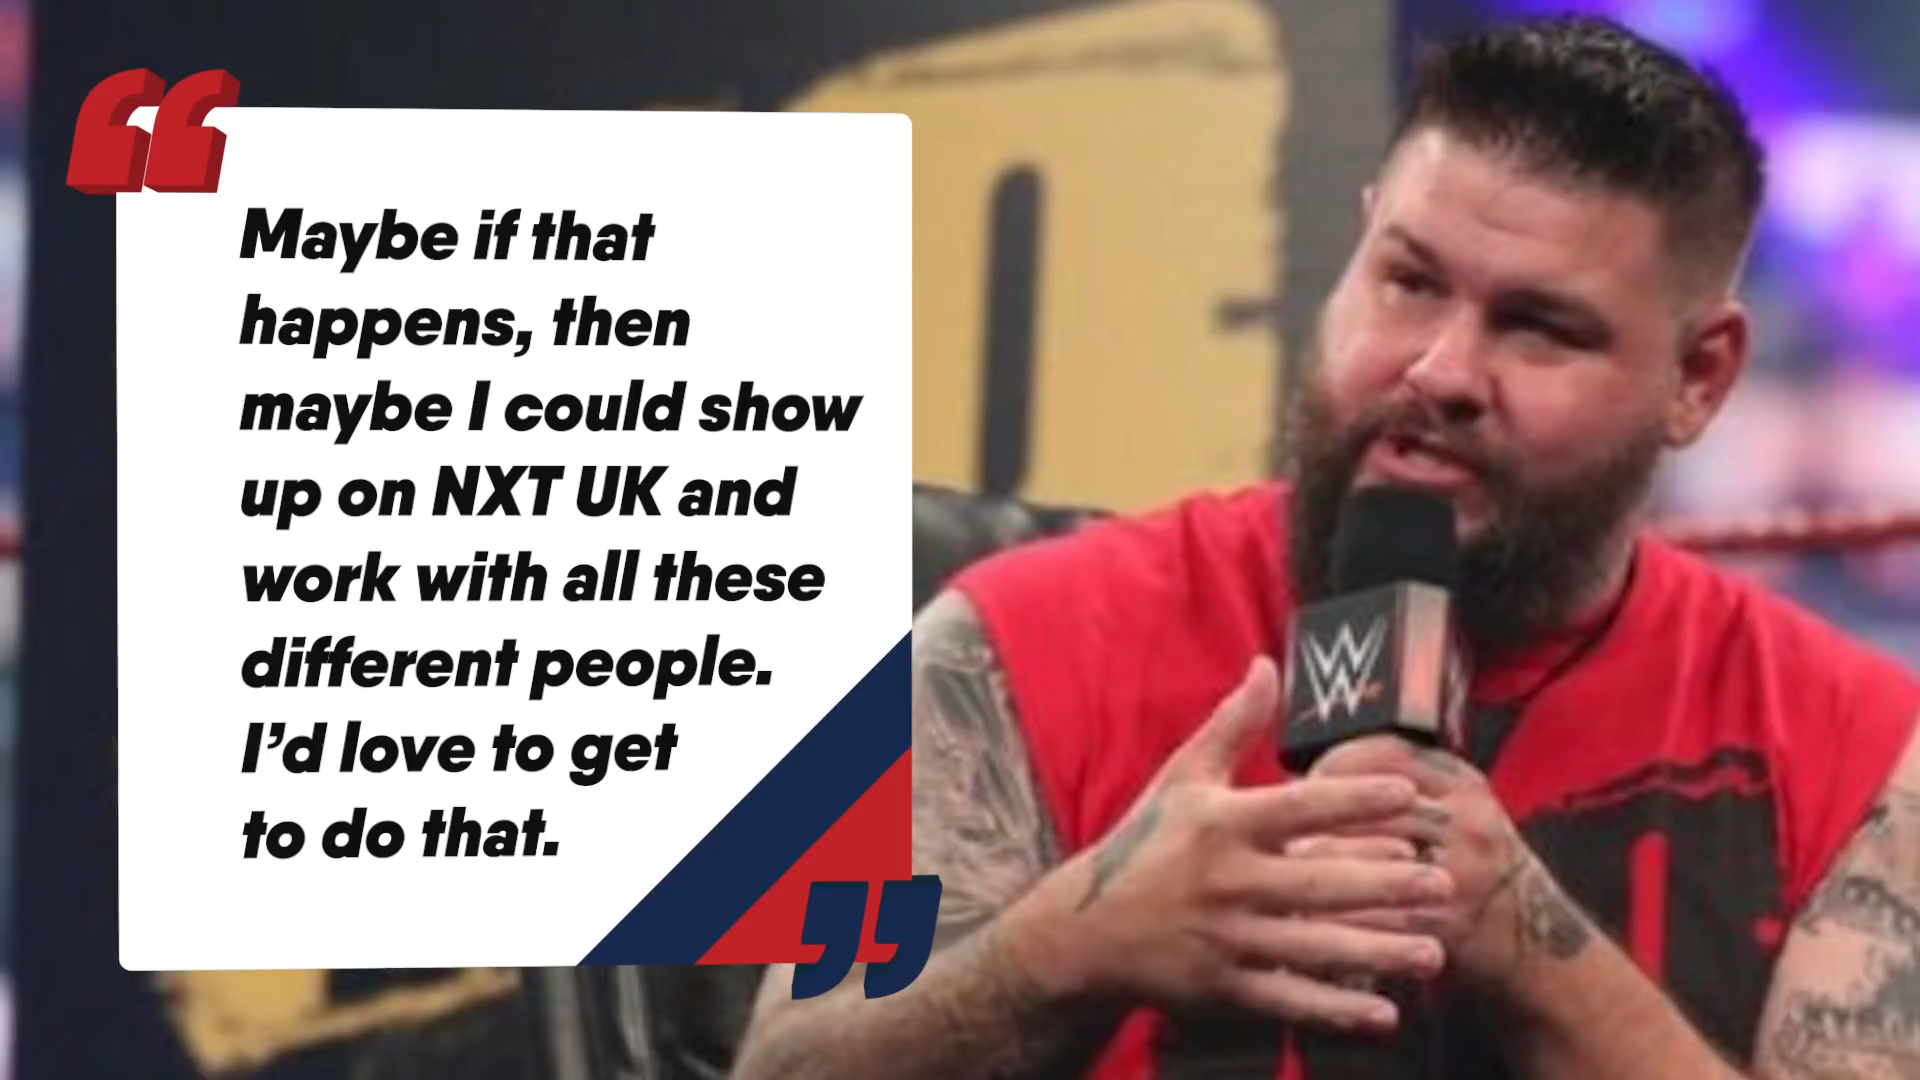 Maybe if that
happens, then
maybe I could show
up on NXT UK and
work with all these
different people.
I’d love to get
to do that.
W